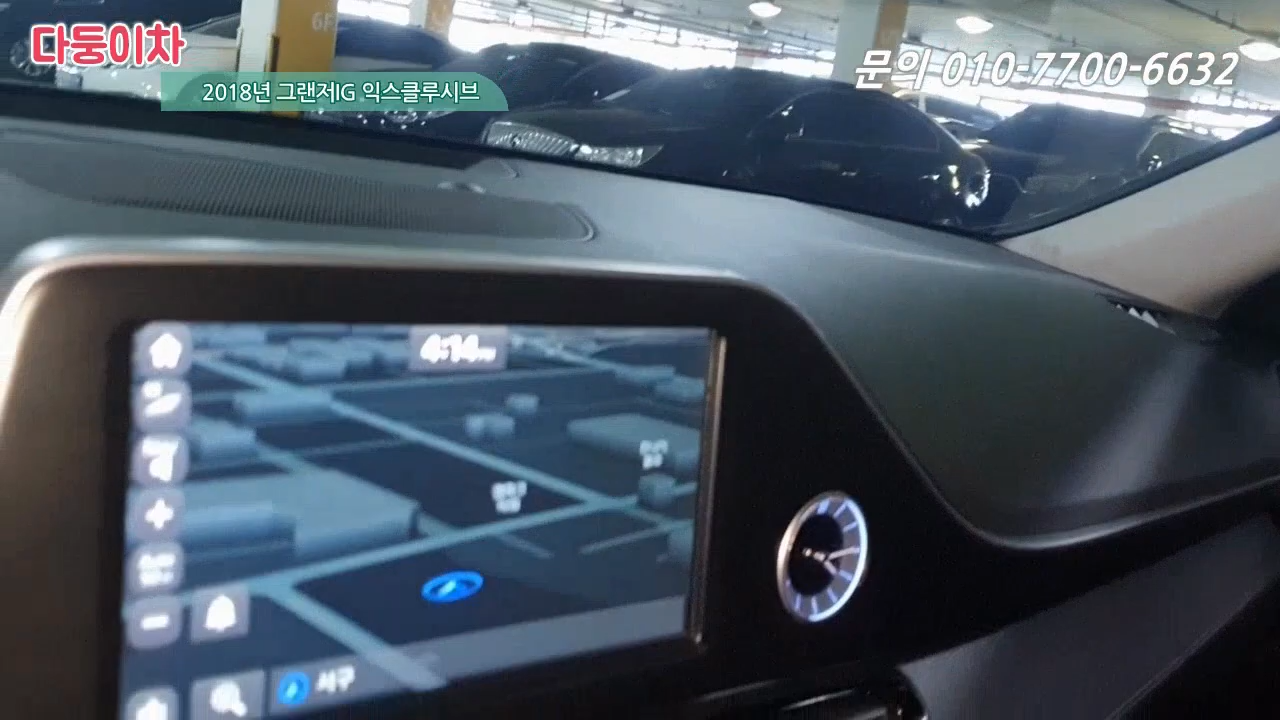 다둥이차
문의 010-7700-6632
2018년 그랜저IG 익스클루시브
4:14 PM
서구